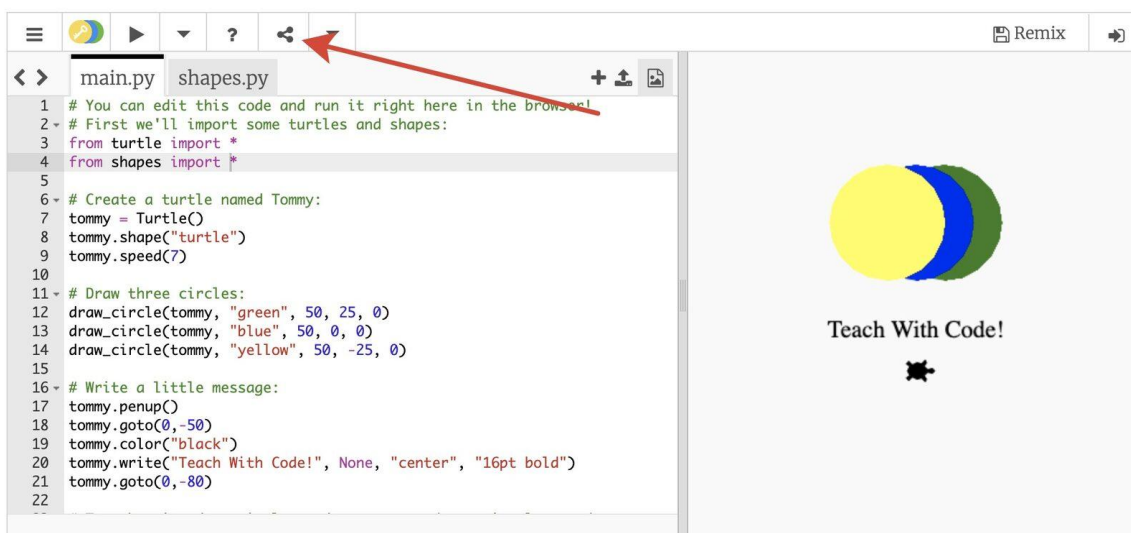 ? Remix
main.py shapes.py
1 # You can edit this code and run it right here in the browser!
2 # First we'll import some turtles and shapes:
3 from turtle import *
4 from shapes import *
5
6 # Create a turtle named Tommy:
7 tommy = Turtle()
8 tommy.shape("turtle")
9 tommy.speed(7)
10
11 # Draw three circles:
12 draw_circle(tommy, "green", 50, 25, 0)
13 draw_circle(tommy, "blue", 50, 0, 0)
14 draw_circle(tommy, "yellow", 50, -25, 0)
15
16 # Write a little message:
17 tommy.penup()
18 tommy.goto(0,-50)
19 tommy.color("black")
20 tommy.write("Teach With Code!", None, "center", "16pt bold")
21 tommy.goto(0,-80)
22
Teach With Code!